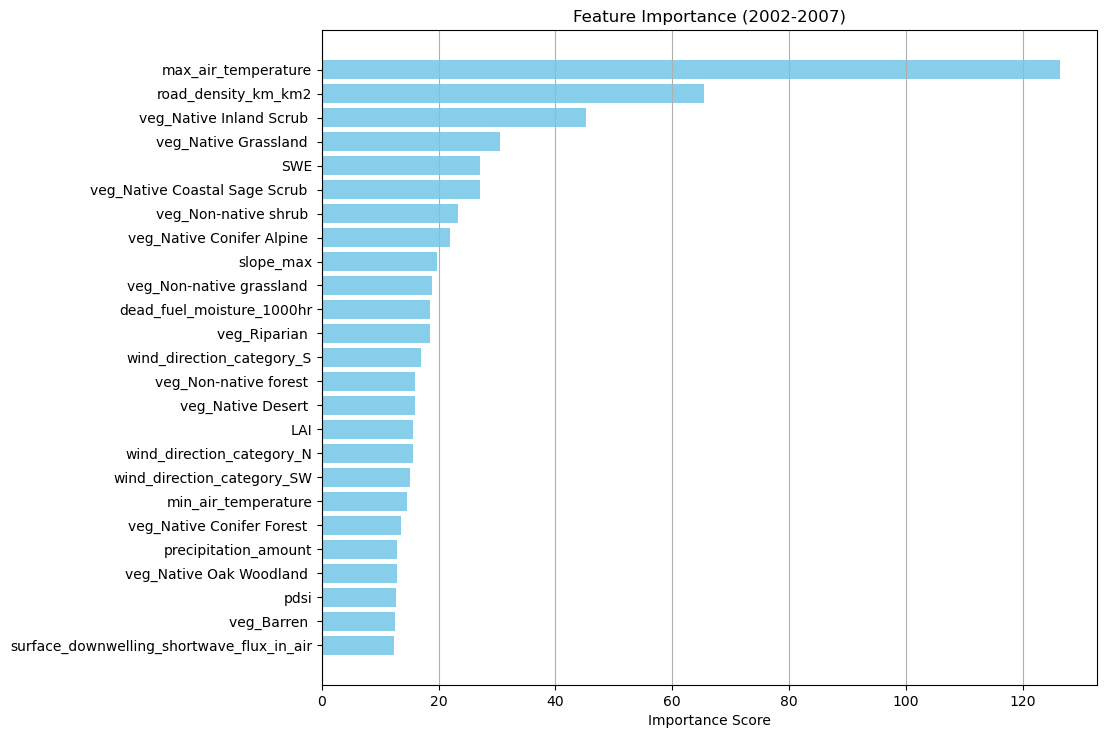 Feature Importance (2002-2007)
max_air_temperature
road_density_km_km2
veg_Native Inland Scrub
veg_Native Grassland
SWE
veg_Native Coastal Sage Scrub
veg_Non-native shrub
veg_Native Conifer Alpine
slope_max
veg_Non-native grassland
dead_fuel_moisture_1000hr
veg_Riparian
wind_direction_category_S
veg_Non-native forest
veg_Native Desert
LAI
wind_direction_category_N
wind_direction_category_SW
min_air_temperature
veg_Native Conifer Forest
precipitation_amount
veg_Native Oak Woodland
pdsi
veg_Barren
surface_downwelling_shortwave_flux_in_air
0 20 40 60 80 100 120
Importance Score